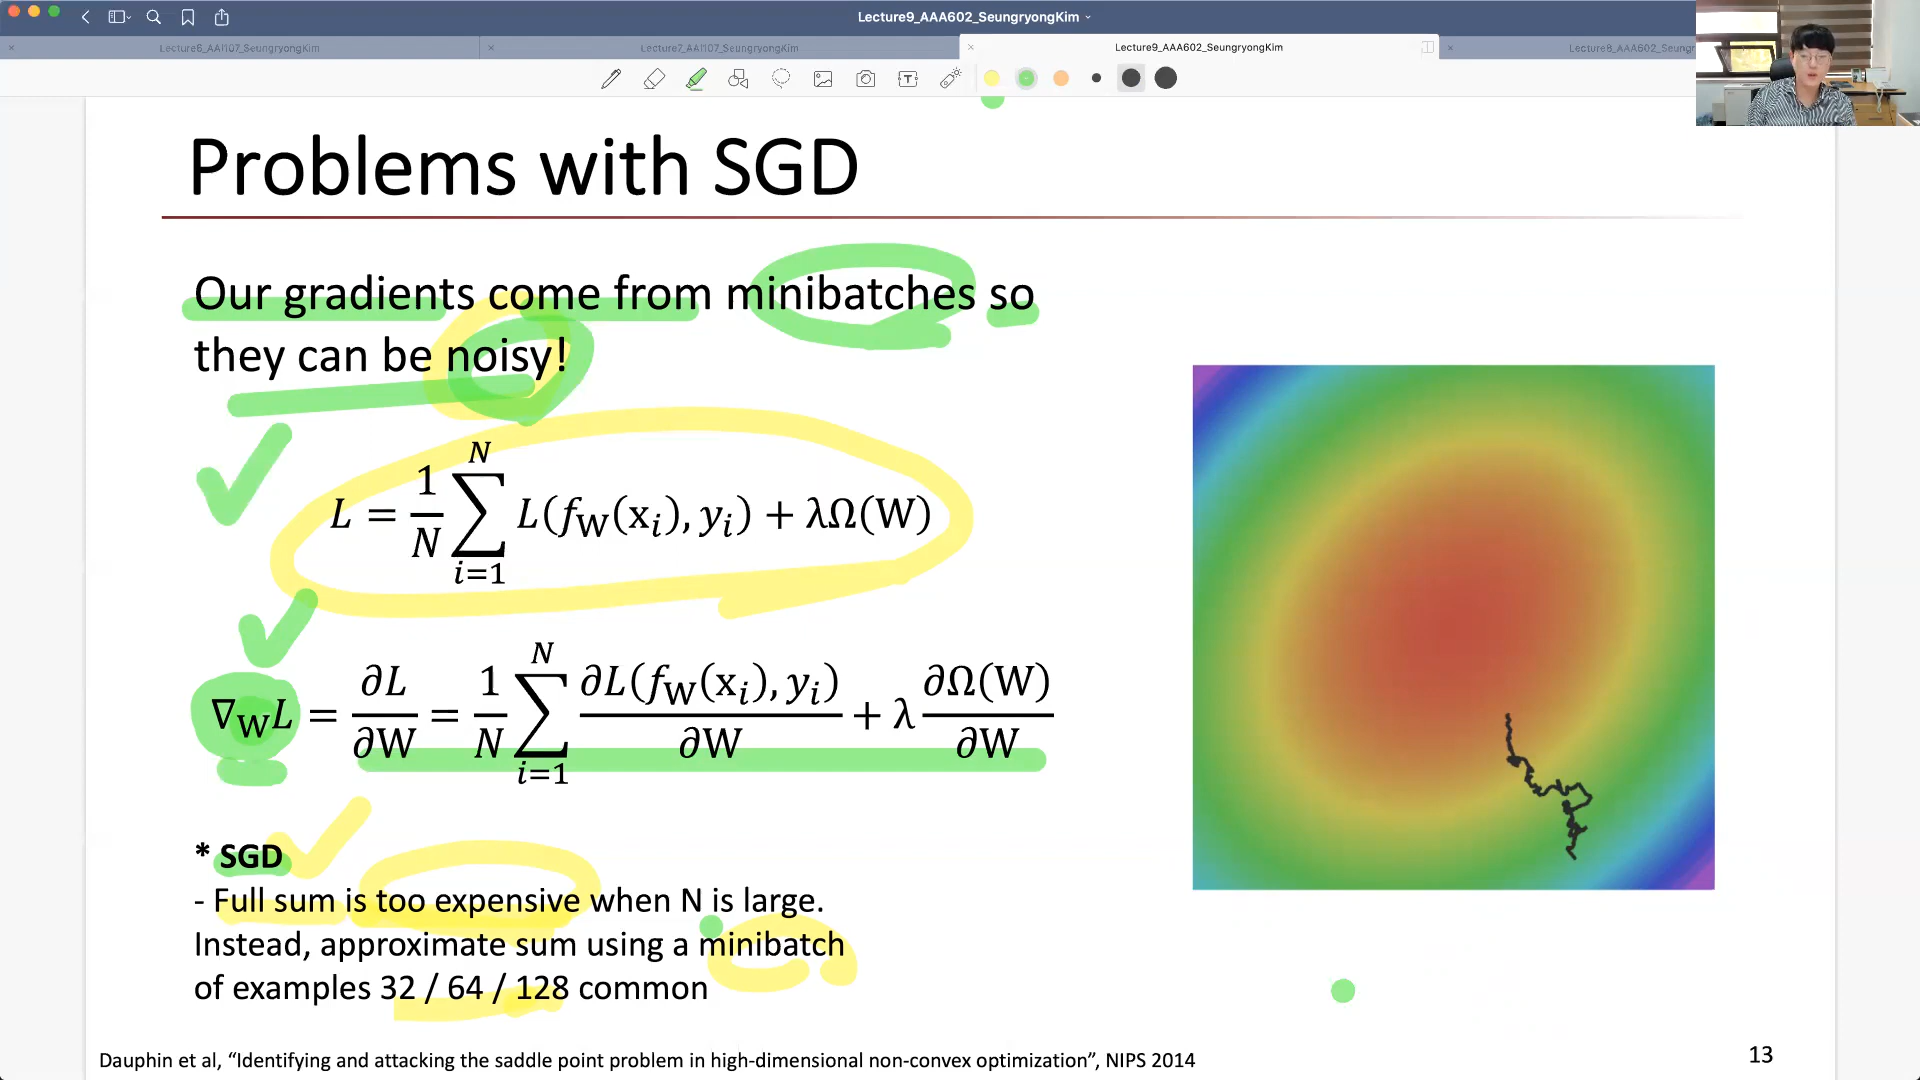 Lecture9_AAA602_SeungryongKim
Lecture6_AAI107_SeungryongKim
Lecture7_AAI107_SeungryongKim
Lecture9_AAA602_SeungryongKim
Lecture8_AAA602_Seungr
Problems with SGD
Our gradients come from minibatches so
they can be noisy!
L = 1/N ∑_{i=1}^{N} L(f_W(x_i), y_i) + λΩ(W)
∇_W L = ∂L/∂W = 1/N ∑_{i=1}^{N} ∂L(f_W(x_i), y_i)/∂W + λ ∂Ω(W)/∂W
* SGD
- Full sum is too expensive when N is large.
Instead, approximate sum using a minibatch
of examples 32 / 64 / 128 common
Dauphin et al, “Identifying and attacking the saddle point problem in high-dimensional non-convex optimization”, NIPS 2014
13